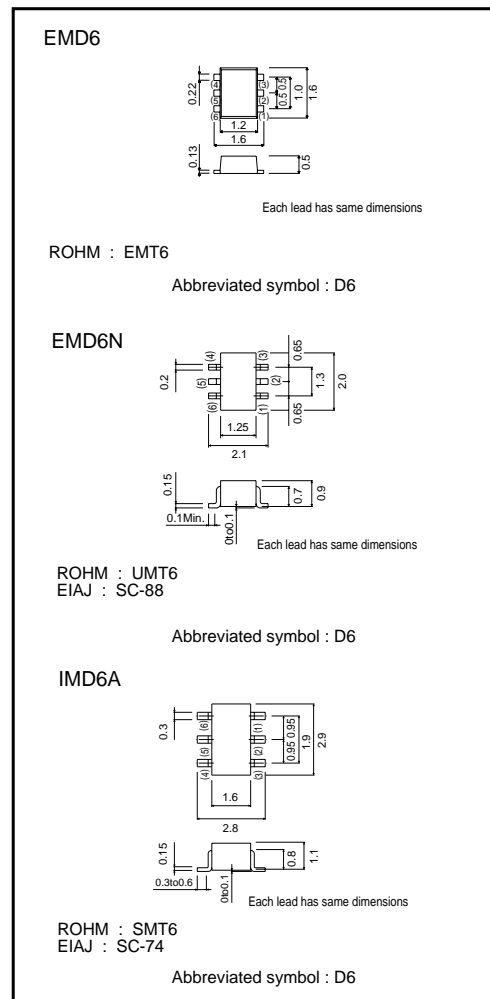 EMD6
0.22
(4)
(3)
(5)
(2)
(6)
(1)
0.5 0.5
1.0
1.6
1.2
1.6
0.13
0.5
Each lead has same dimensions
ROHM : EMT6
Abbreviated symbol : D6
EMD6N
0.2
(4)
(3)
(5)
(2)
(6)
(1)
0.65
0.65
1.3
2.0
1.25
2.1
0.15
0.1Min.
0to0.1
0.7
0.9
Each lead has same dimensions
ROHM : UMT6
EIAJ : SC-88
Abbreviated symbol : D6
IMD6A
0.3
(6)
(1)
(5)
(2)
(4)
(3)
0.95 0.95
1.9
2.9
1.6
2.8
0.15
0.3to0.6
0to0.1
0.8
1.1
Each lead has same dimensions
ROHM : SMT6
EIAJ : SC-74
Abbreviated symbol : D6